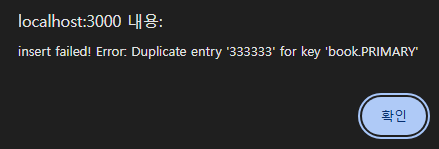 localhost:3000 내용:
insert failed! Error: Duplicate entry '333333' for key 'book.PRIMARY'
확인